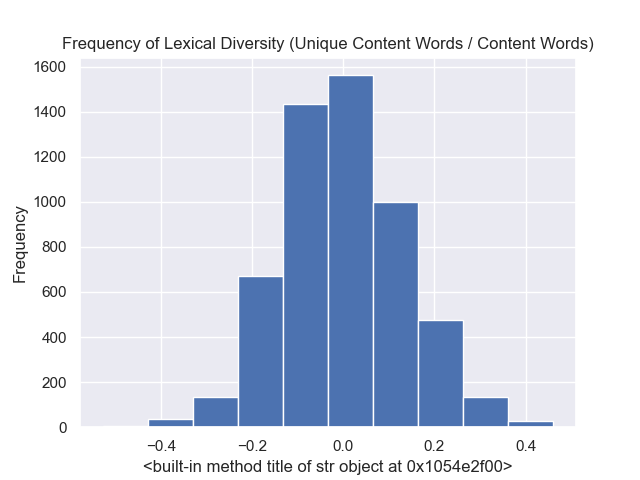 Frequency of Lexical Diversity (Unique Content Words / Content Words)
1600
1400
1200
1000
800
600
400
200
0
Frequency
−0.4 −0.2 0.0 0.2 0.4
<built-in method title of str object at 0x1054e2f00>